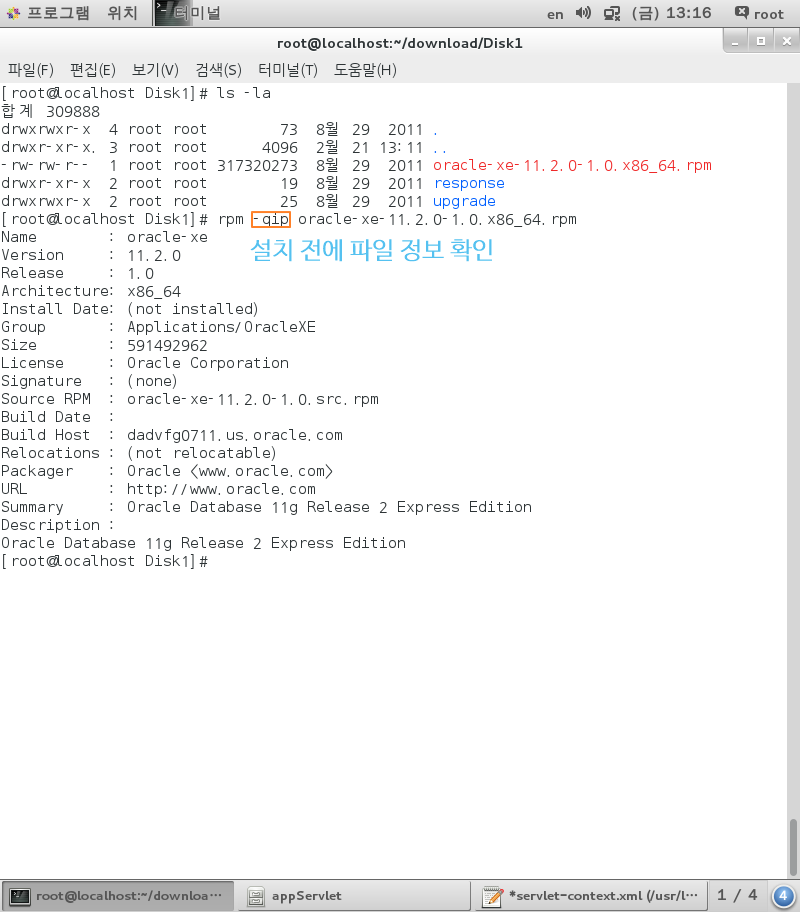 프로그램 위치 터미널 en (금) 13:16 root
root@localhost:~/download/Disk1
파일(F) 편집(E) 보기(V) 검색(S) 터미널(T) 도움말(H)
[root@localhost Disk1]# ls -la
합계 309888
drwxrwxr-x 4 root root 73 8월 29 2011 .
drwxr-xr-x. 3 root root 4096 2월 21 13:11 ..
-rw-rw-r-- 1 root root 317320273 8월 29 2011 oracle-xe-11.2.0-1.0.x86_64.rpm
drwxr-xr-x 2 root root 19 8월 29 2011 response
drwxrwxr-x 2 root root 25 8월 29 2011 upgrade
[root@localhost Disk1]# rpm -qip oracle-xe-11.2.0-1.0.x86_64.rpm
Name : oracle-xe
설치 전에 파일 정보 확인
Version : 11.2.0
Release : 1.0
Architecture: x86_64
Install Date: (not installed)
Group : Applications/OracleXE
Size : 591492962
License : Oracle Corporation
Signature : (none)
Source RPM : oracle-xe-11.2.0-1.0.src.rpm
Build Date :
Build Host : dadvfg0711.us.oracle.com
Relocations : (not relocatable)
Packager : Oracle <www.oracle.com>
URL : http://www.oracle.com
Summary : Oracle Database 11g Release 2 Express Edition
Description :
Oracle Database 11g Release 2 Express Edition
[root@localhost Disk1]#
root@localhost:~/downloa⋯ appServlet *servlet-context.xml (/usr/l⋯ 1 / 4 4